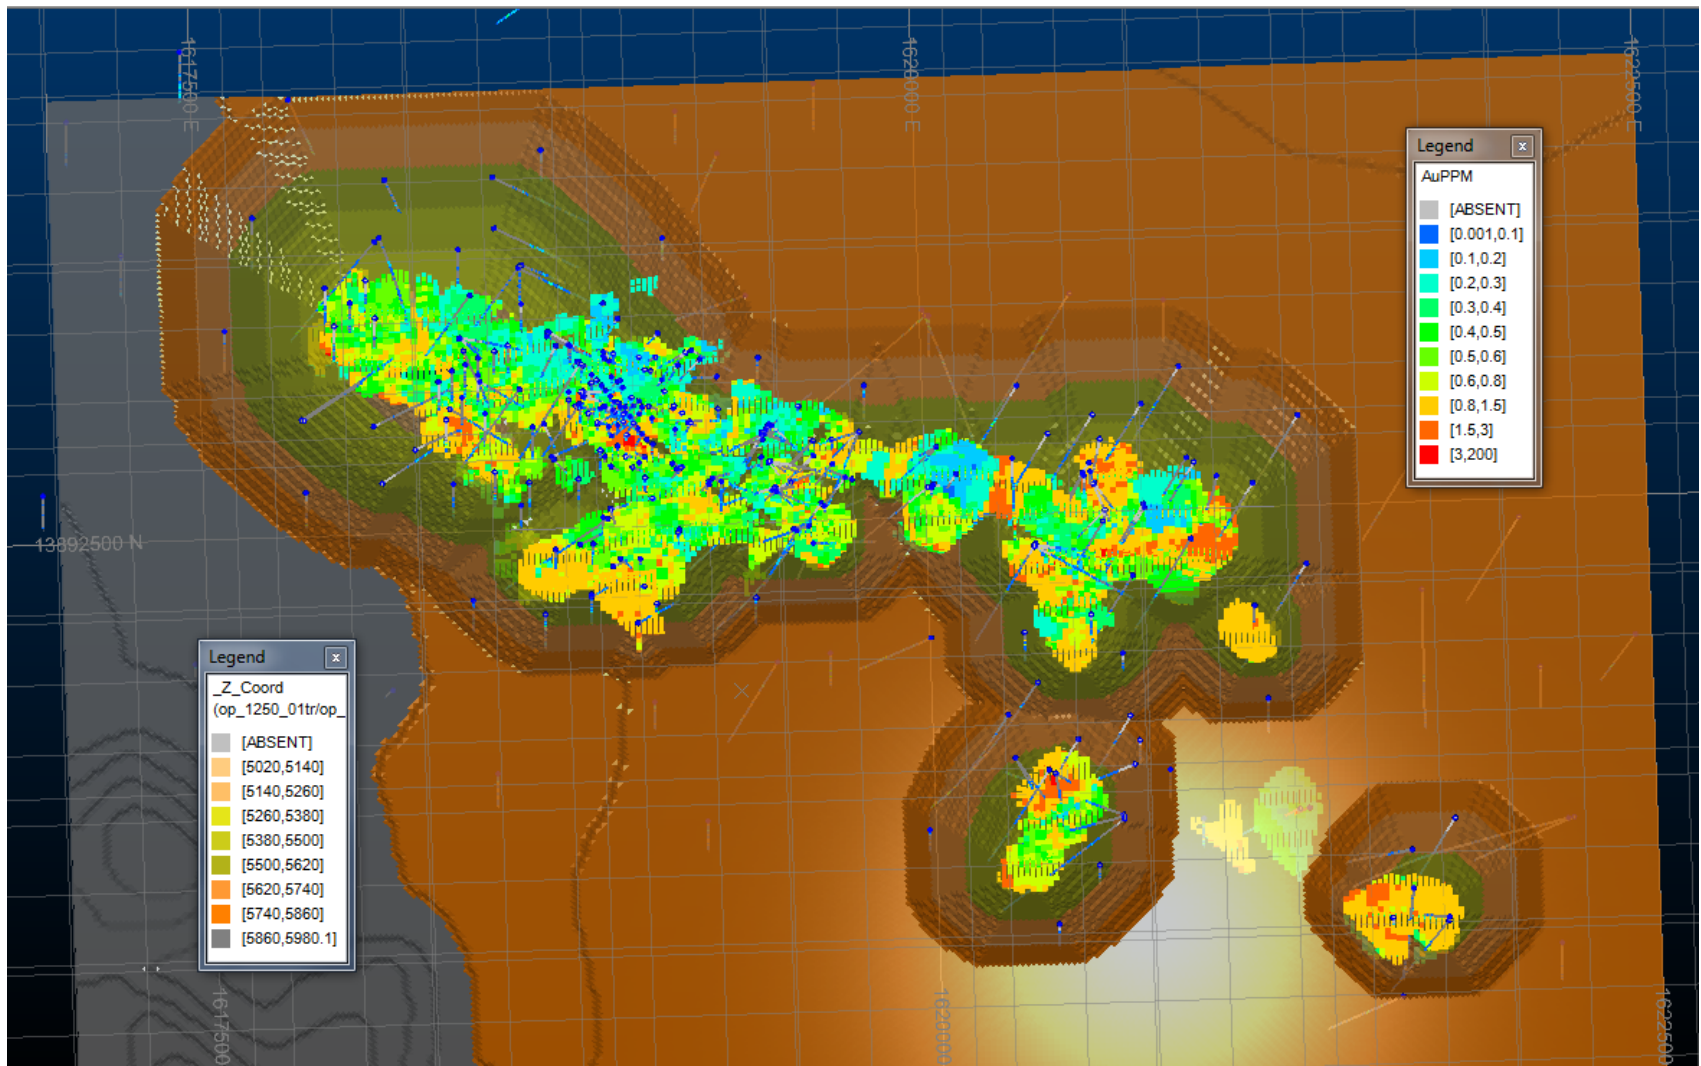 1617500 E
1620000 E
1622500 E
Legend
x
AuPPM
[ABSENT]
[0.001,0.1]
[0.1,0.2]
[0.2,0.3]
[0.3,0.4]
[0.4,0.5]
[0.5,0.6]
[0.6,0.8]
[0.8,1.5]
[1.5,3]
[3,200]
13892500 N
Legend
x
_Z_Coord
(op_1250_01tr/op_
[ABSENT]
[5020,5140]
[5140,5260]
[5260,5380]
[5380,5500]
[5500,5620]
[5620,5740]
[5740,5860]
[5860,5980.1]
1617500
1620000
1622500